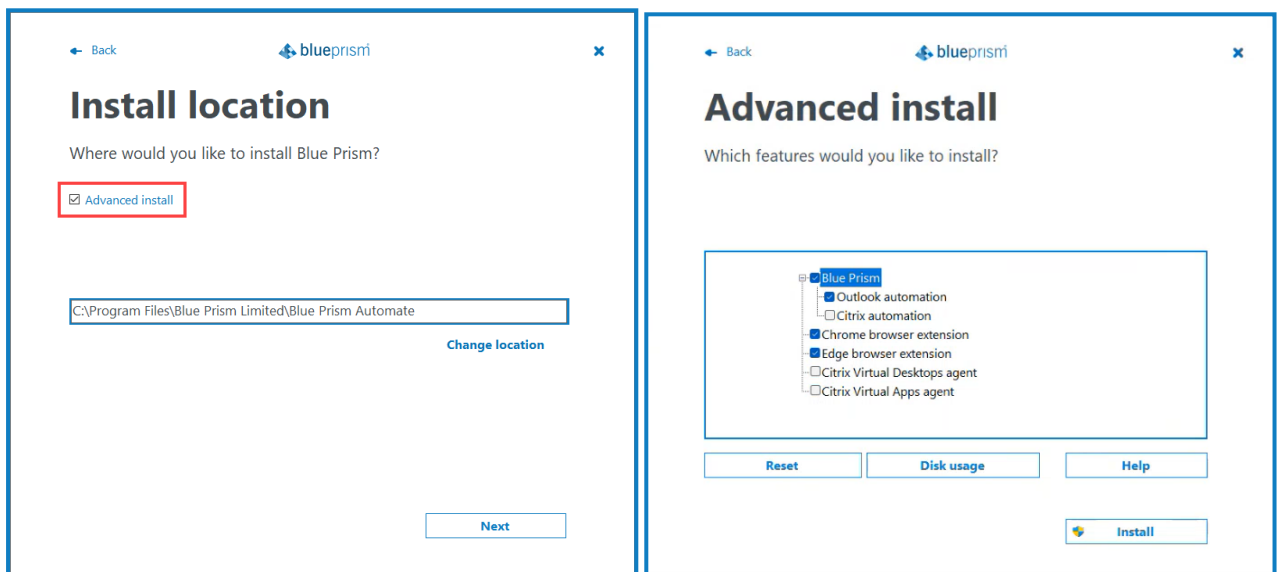 Back
blueprism
Install location
Where would you like to install Blue Prism?
Advanced install
C:\Program Files\Blue Prism Limited\Blue Prism Automate
Change location
Next
Back
blueprism
Advanced install
Which features would you like to install?
Blue Prism
Outlook automation
Citrix automation
Chrome browser extension
Edge browser extension
Citrix Virtual Desktops agent
Citrix Virtual Apps agent
Reset
Disk usage
Help
Install